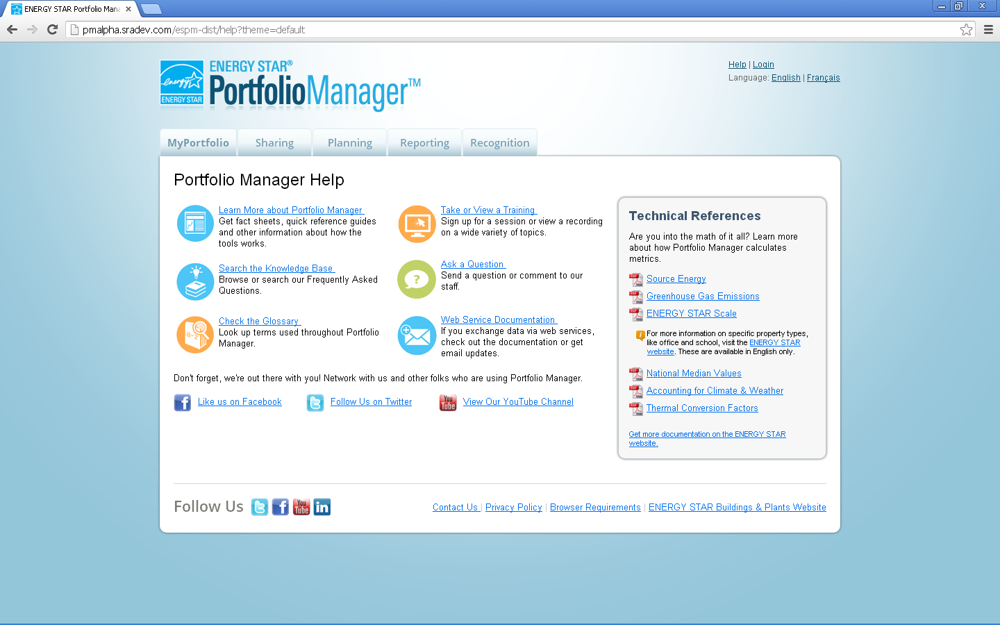 ENERGY STAR Portfolio Mana
pmalpha.sradev.com/espm-dist/help?theme=default
ENERGY STAR®
PortfolioManager™
energy
ENERGY STAR
Help | Login
Language: English | Français
MyPortfolio
Sharing
Planning
Reporting
Recognition
Portfolio Manager Help
Learn More about Portfolio Manager
Get fact sheets, quick reference guides
and other information about how the
tools works.
Search the Knowledge Base
Browse or search our Frequently Asked
Questions.
a-z
Check the Glossary
Look up terms used throughout Portfolio
Manager.
Take or View a Training
Sign up for a session or view a recording
on a wide variety of topics.
?
Ask a Question
Send a question or comment to our
staff.
Web Service Documentation
If you exchange data via web services,
check out the documentation or get
email updates.
Don't forget, we're out there with you! Network with us and other folks who are using Portfolio Manager.
Like us on Facebook
Follow Us on Twitter
You Tube
View Our YouTube Channel
Technical References
Are you into the math of it all? Learn more
about how Portfolio Manager calculates
metrics.
Source Energy
Greenhouse Gas Emissions
ENERGY STAR Scale
For more information on specific property types,
like office and school, visit the ENERGY STAR
website. These are available in English only.
National Median Values
Accounting for Climate & Weather
Thermal Conversion Factors
Get more documentation on the ENERGY STAR
website.
Follow Us
You Tube
in
Contact Us | Privacy Policy | Browser Requirements | ENERGY STAR Buildings & Plants Website